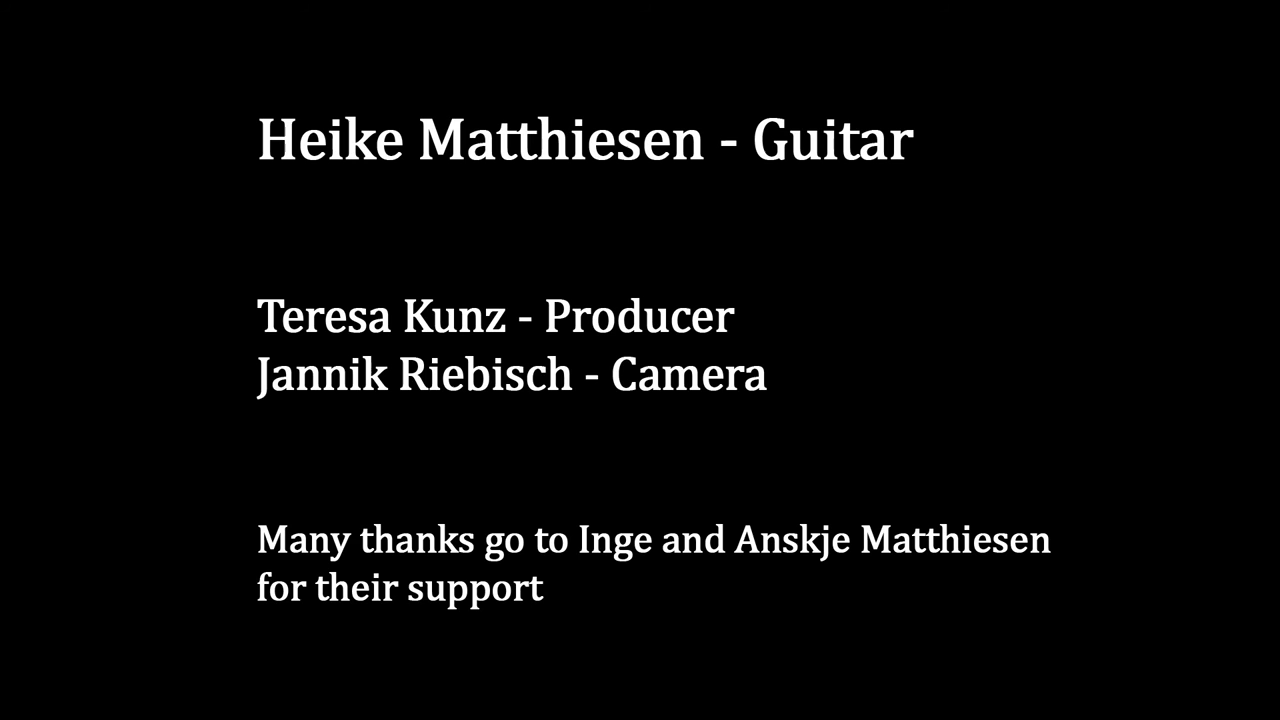 Heike Matthiesen - Guitar
Teresa Kunz - Producer
Jannik Riebisch - Camera
Many thanks go to Inge and Anskje Matthiesen
for their support